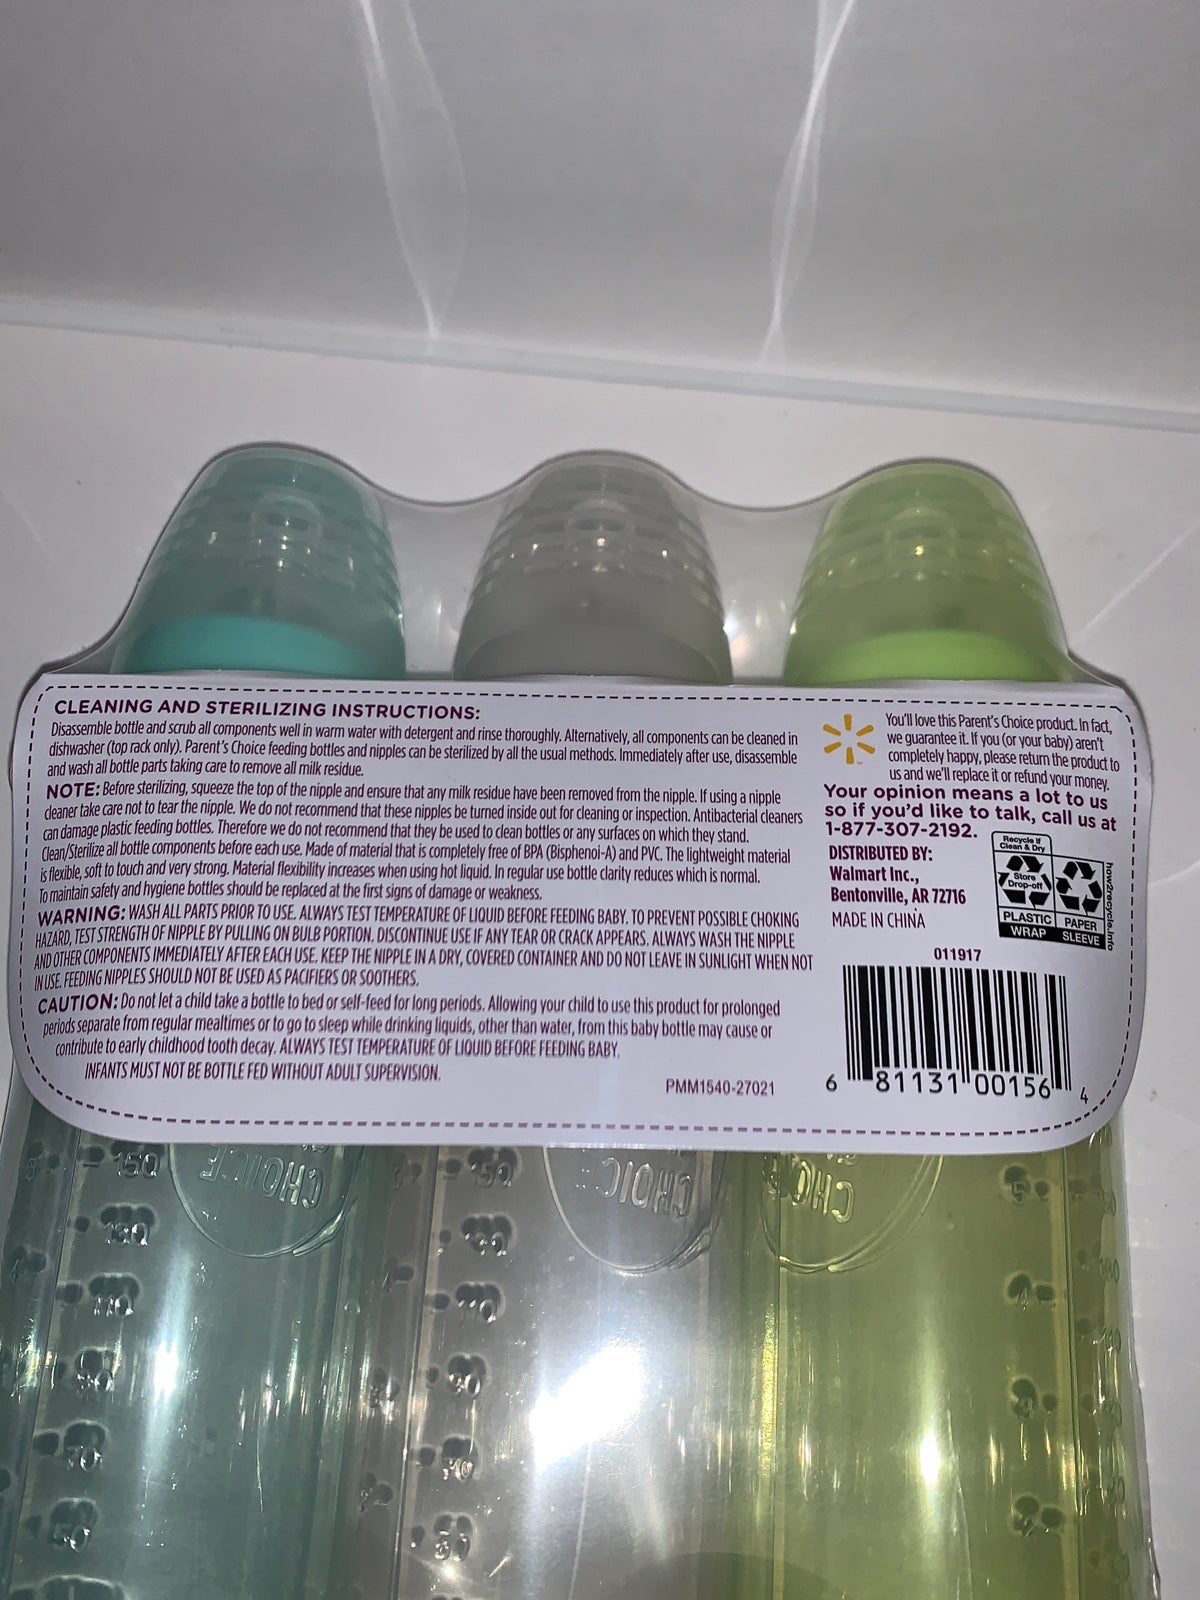 CLEANING AND STERILIZING INSTRUCTIONS:
Disassemble bottle and scrub all components well in warm water with detergent and rinse thoroughly. Alternatively, all components can be cleaned in
dishwasher (top rack only). Parent's Choice feeding bottles and nipples can be sterilized by all the usual methods. Immediately after use, disassemble
and wash all bottle parts taking care to remove all milk residue.
NOTE: Before sterilizing, squeeze the top of the nipple and ensure that any milk residue have been removed from the nipple. If using a nipple
cleaner take care not to tear the nipple. We do not recommend that these nipples be turned inside out for cleaning or inspection. Antibacterial cleaners
can damage plastic feeding bottles. Therefore we do not recommend that they be used to clean bottles or any surfaces on which they stand.
Clean/Sterilize all bottle components before each use. Made of material that is completely free of BPA (Bisphenoi-A) and PVC. The lightweight material
is flexible, soft to touch and very strong. Material flexibility increases when using hot liquid. In regular use bottle clarity reduces which is normal.
To maintain safety and hygiene bottles should be replaced at the first signs of damage or weakness.
WARNING: WASH ALL PARTS PRIOR TO USE. ALWAYS TEST TEMPERATURE OF LIQUID BEFORE FEEDING BABY. TO PREVENT POSSIBLE CHOKING
HAZARD, TEST STRENGTH OF NIPPLE BY PULLING ON BULB PORTION. DISCONTINUE USE IF ANY TEAR OR CRACK APPEARS. ALWAYS WASH THE NIPPLE
AND OTHER COMPONENTS IMMEDIATELY AFTER EACH USE. KEEP THE NIPPLE IN A DRY, COVERED CONTAINER AND DO NOT LEAVE IN SUNLIGHT WHEN NOT
IN USE. FEEDING NIPPLES SHOULD NOT BE USED AS PACIFIERS OR SOOTHERS.
CAUTION: Do not let a child take a bottle to bed or self-feed for long periods. Allowing your child to use this product for prolonged
periods separate from regular mealtimes or to go to sleep while drinking liquids, other than water, from this baby bottle may cause or
contribute to early childhood tooth decay. ALWAYS TEST TEMPERATURE OF LIQUID BEFORE FEEDING BABY.
INFANTS MUST NOT BE BOTTLE FED WITHOUT ADULT SUPERVISION.
PMM1540-27021
You'll love this Parent's Choice product. In fact,
we guarantee it. If you (or your baby) aren't
completely happy, please return the product to
us and we'll replace it or refund your money.
Your opinion means a lot to us
so if you'd like to talk, call us at
1-877-307-2192.
DISTRIBUTED BY:
Walmart Inc.,
Bentonville, AR 72716
MADE IN CHINA
Recycle if
Clean & Dry
Store
Drop-off
PLASTIC
WRAP
PAPER
SLEEVE
how2recycle.info
011917
6 81131 00156 4
CHOICE
CHOICE
150
150
130
110
110
90
90
70
50
5
4